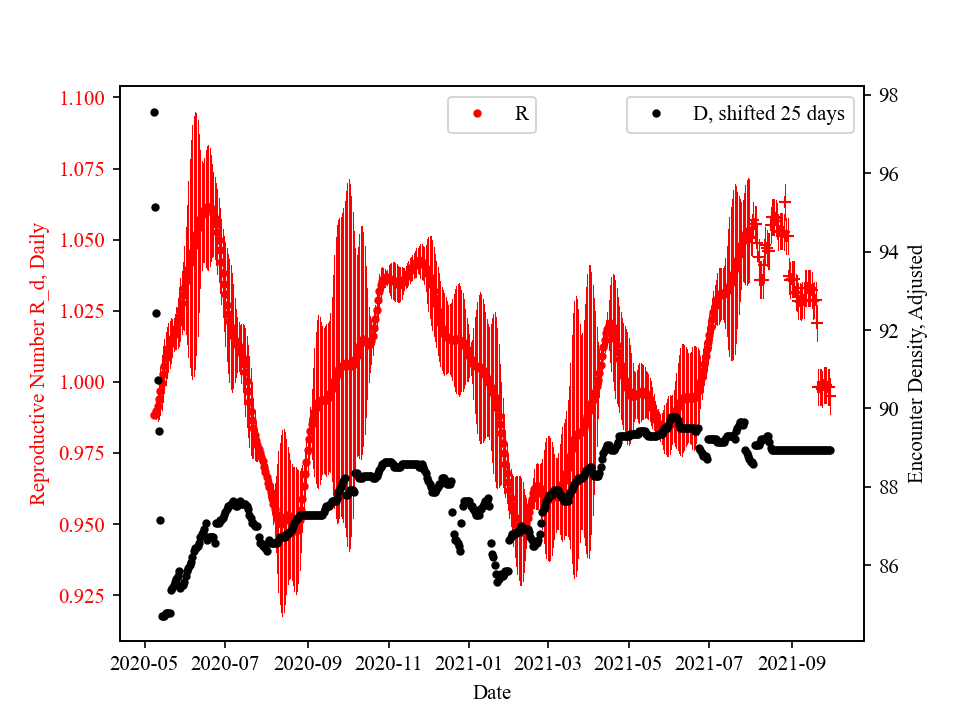 R
D, shifted 25 days
1.100
1.075
1.050
1.025
1.000
0.975
0.950
0.925
Reproductive Number R_d, Daily
98
96
94
92
90
88
86
Encounter Density, Adjusted
2020-05 2020-07 2020-09 2020-11 2021-01 2021-03 2021-05 2021-07 2021-09
Date